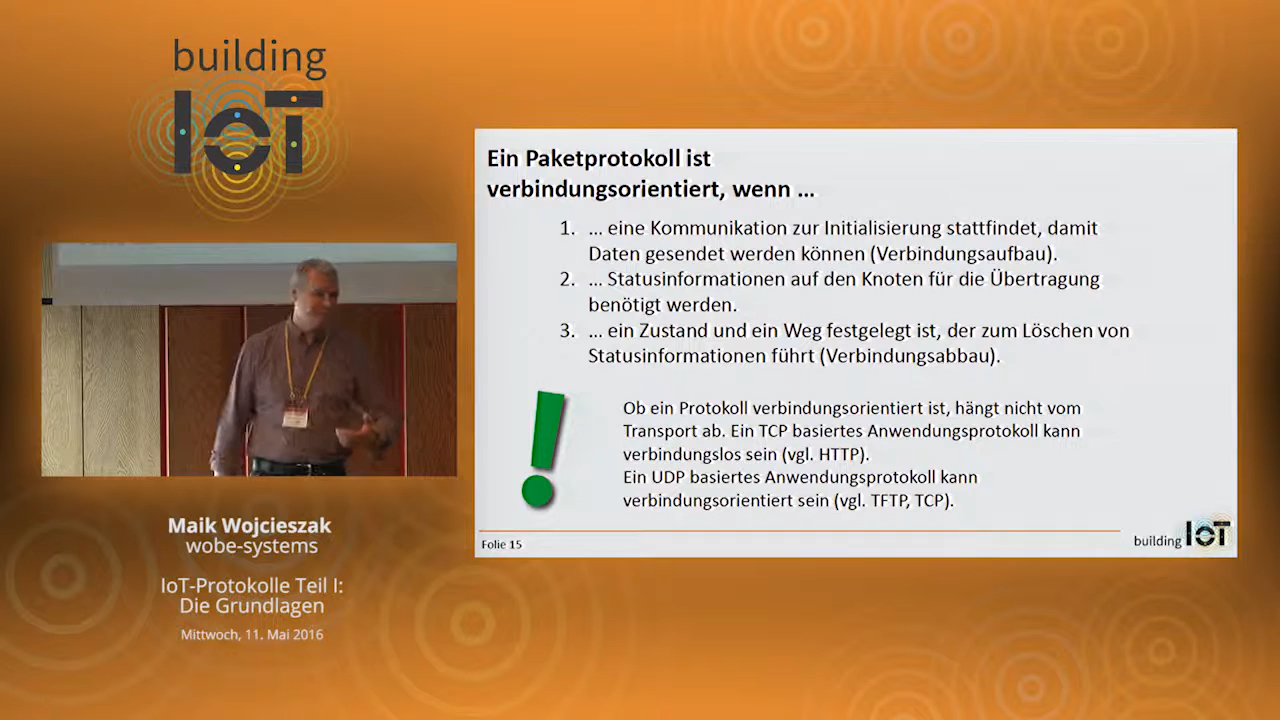 building
IoT
Maik Wojcieszak
wobe-systems
IoT-Protokolle Teil I:
Die Grundlagen
Mittwoch, 11. Mai 2016
Ein Paketprotokoll ist
verbindungsorientiert, wenn ...
1. ... eine Kommunikation zur Initialisierung stattfindet, damit
Daten gesendet werden können (Verbindungsaufbau).
2. ... Statusinformationen auf den Knoten für die Übertragung
benötigt werden.
3. ... ein Zustand und ein Weg festgelegt ist, der zum Löschen von
Statusinformationen führt (Verbindungsabbau).
!
Ob ein Protokoll verbindungsorientiert ist, hängt nicht vom
Transport ab. Ein TCP basiertes Anwendungsprotokoll kann
verbindungslos sein (vgl. HTTP).
Ein UDP basiertes Anwendungsprotokoll kann
verbindungsorientiert sein (vgl. TFTP, TCP).
Folie 15
building IoT